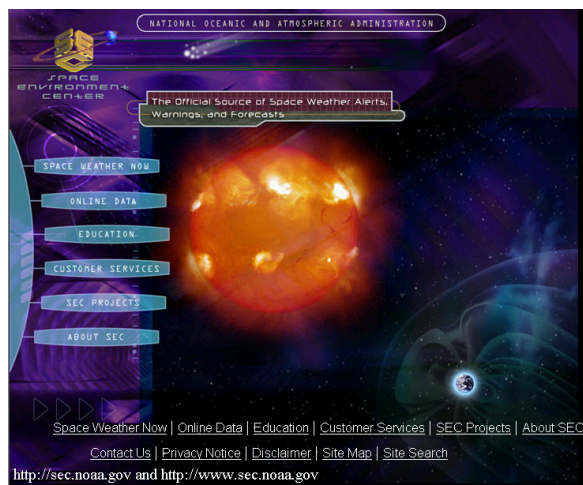 NATIONAL OCEANIC AND ATMOSPHERIC ADMINISTRATION
SEC
SPACE
ENVIRONMENT
CENTER
The Official Source of Space Weather Alerts,
Warnings, and Forecasts
SPACE WEATHER NOW
ONLINE DATA
EDUCATION
CUSTOMER SERVICES
SEC PROJECTS
ABOUT SEC
Space Weather Now | Online Data | Education | Customer Services | SEC Projects | About SEC
Contact Us | Privacy Notice | Disclaimer | Site Map | Site Search
http://sec.noaa.gov and http://www.sec.noaa.gov